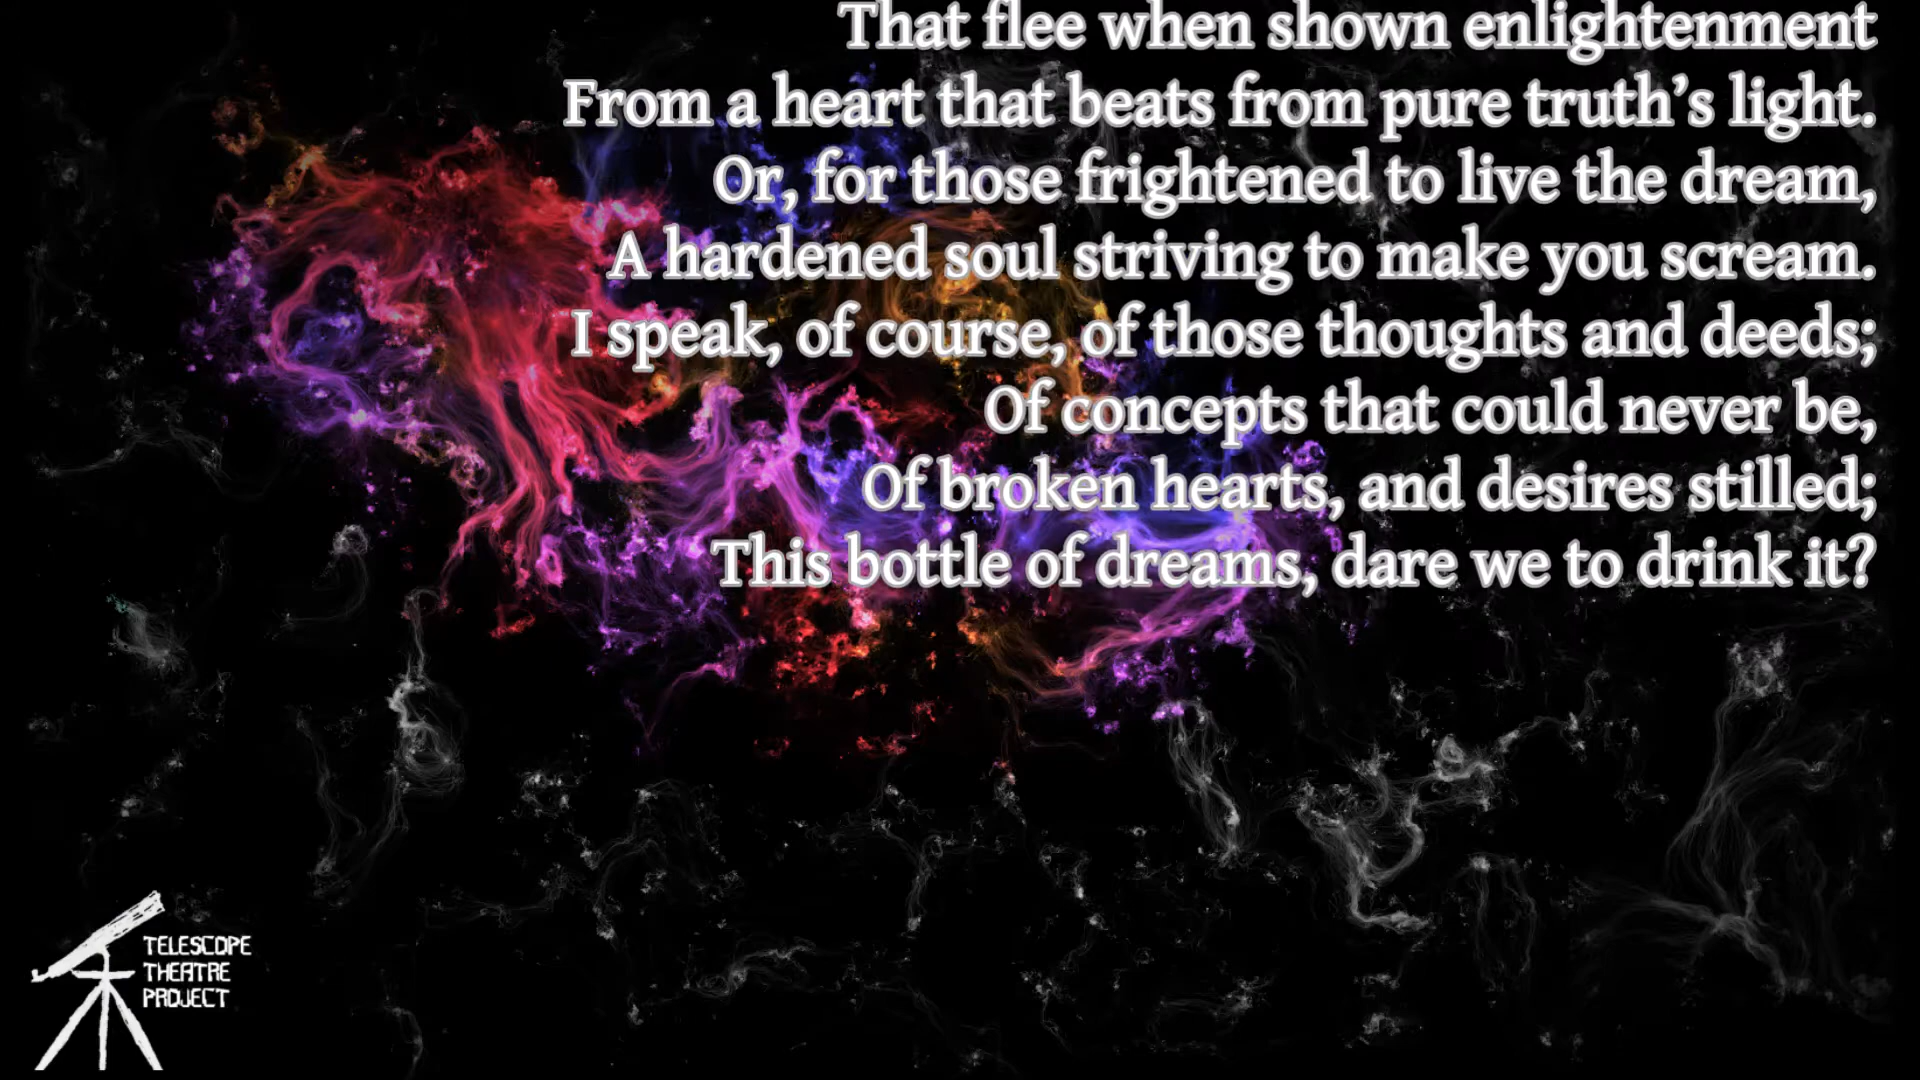 That flee when shown enlightenment
From a heart that beats from pure truth’s light.
Or, for those frightened to live the dream,
A hardened soul striving to make you scream.
I speak, of course, of those thoughts and deeds;
Of concepts that could never be,
Of broken hearts, and desires stilled;
This bottle of dreams, dare we to drink it?
TELESCOPE
THEATRE
PROJECT